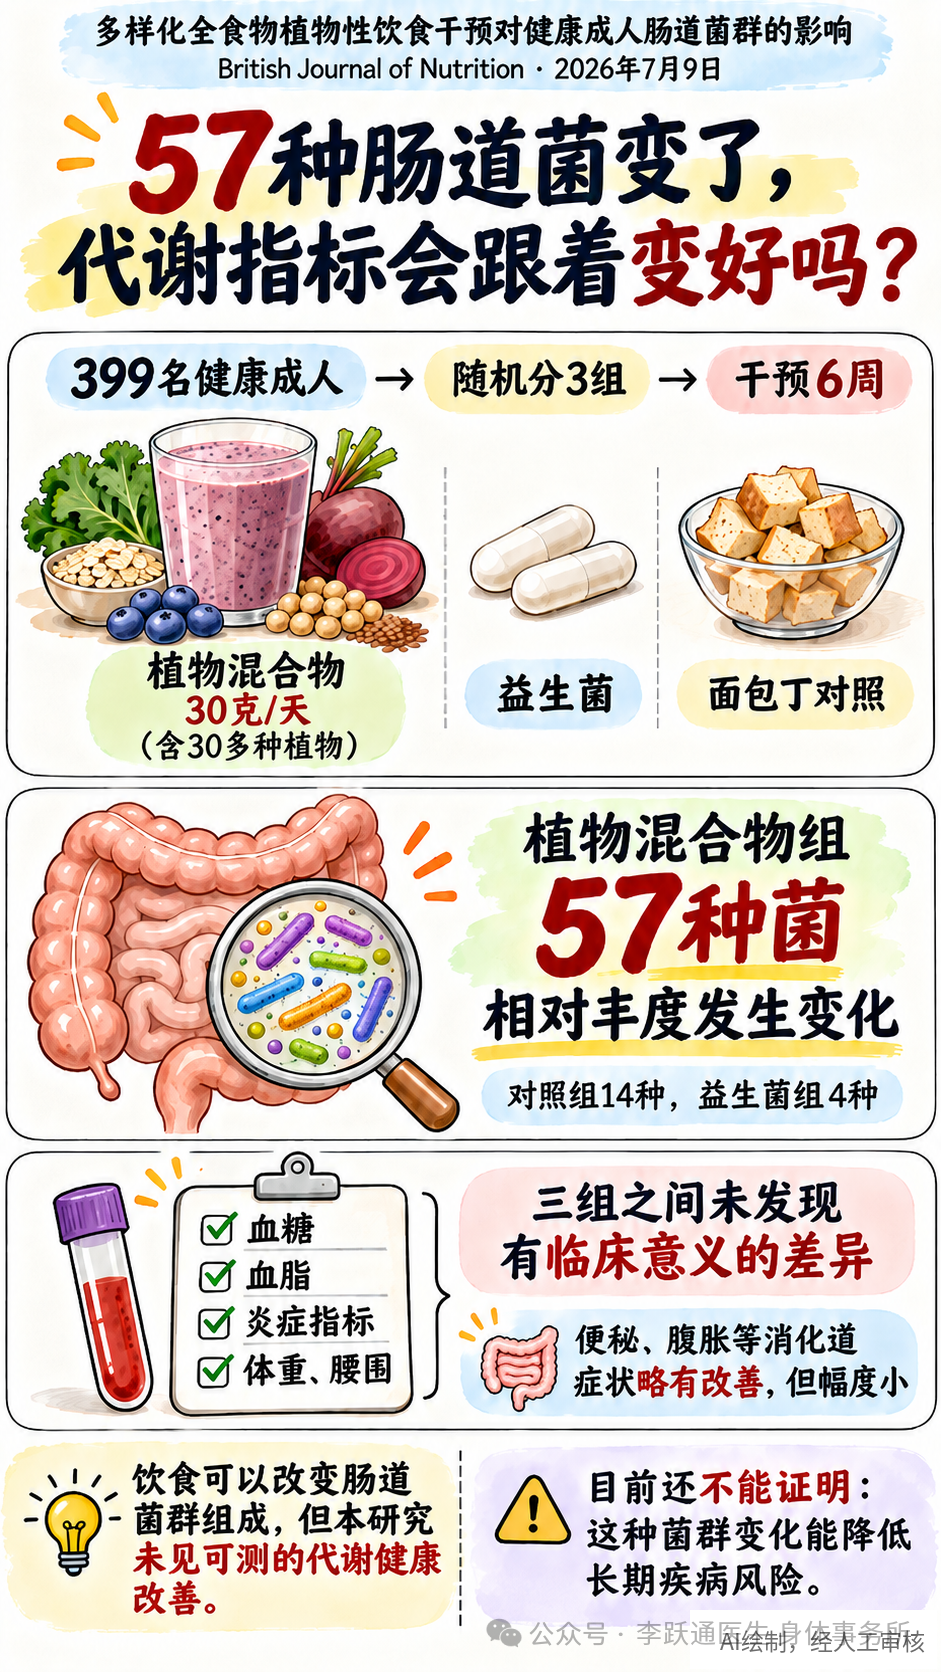 多样化全食物植物性饮食干预对健康成人肠道菌群的影响
British Journal of Nutrition · 2026年7月9日
57种肠道菌变了，
代谢指标会跟着变好吗？
399名健康成人 → 随机分3组 → 干预6周
植物混合物
30克/天
（含30多种植物）
益生菌
面包丁对照
植物混合物组
57种菌
相对丰度发生变化
对照组14种，益生菌组4种
血糖
血脂
炎症指标
体重、腰围
三组之间未发现
有临床意义的差异
便秘、腹胀等消化道
症状略有改善，但幅度小
饮食可以改变肠道
菌群组成，但本研究
未见可测的代谢健康
改善。
目前还不能证明：
这种菌群变化能降低
长期疾病风险。
公众号 · 李跃通医生 身体事务所
AI绘制，经人工审核